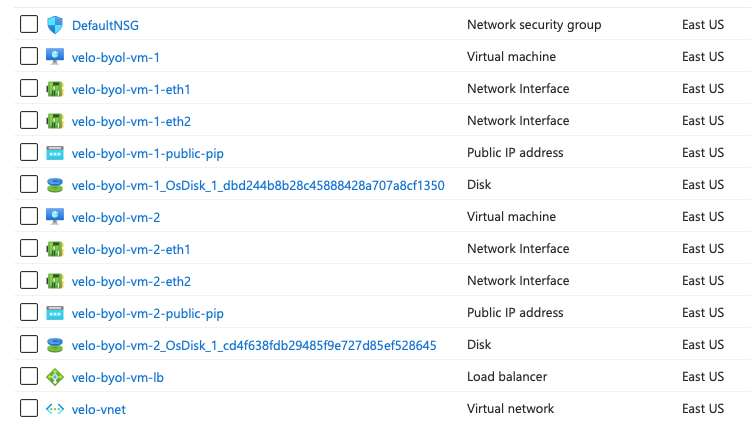 DefaultNSG Network security group East US
velo-byol-vm-1 Virtual machine East US
velo-byol-vm-1-eth1 Network Interface East US
velo-byol-vm-1-eth2 Network Interface East US
velo-byol-vm-1-public-pip Public IP address East US
velo-byol-vm-1_OsDisk_1_dbd244b8b28c45888428a707a8cf1350 Disk East US
velo-byol-vm-2 Virtual machine East US
velo-byol-vm-2-eth1 Network Interface East US
velo-byol-vm-2-eth2 Network Interface East US
velo-byol-vm-2-public-pip Public IP address East US
velo-byol-vm-2_OsDisk_1_cd4f638fdb29485f9e727d85ef528645 Disk East US
velo-byol-vm-lb Load balancer East US
velo-vnet Virtual network East US